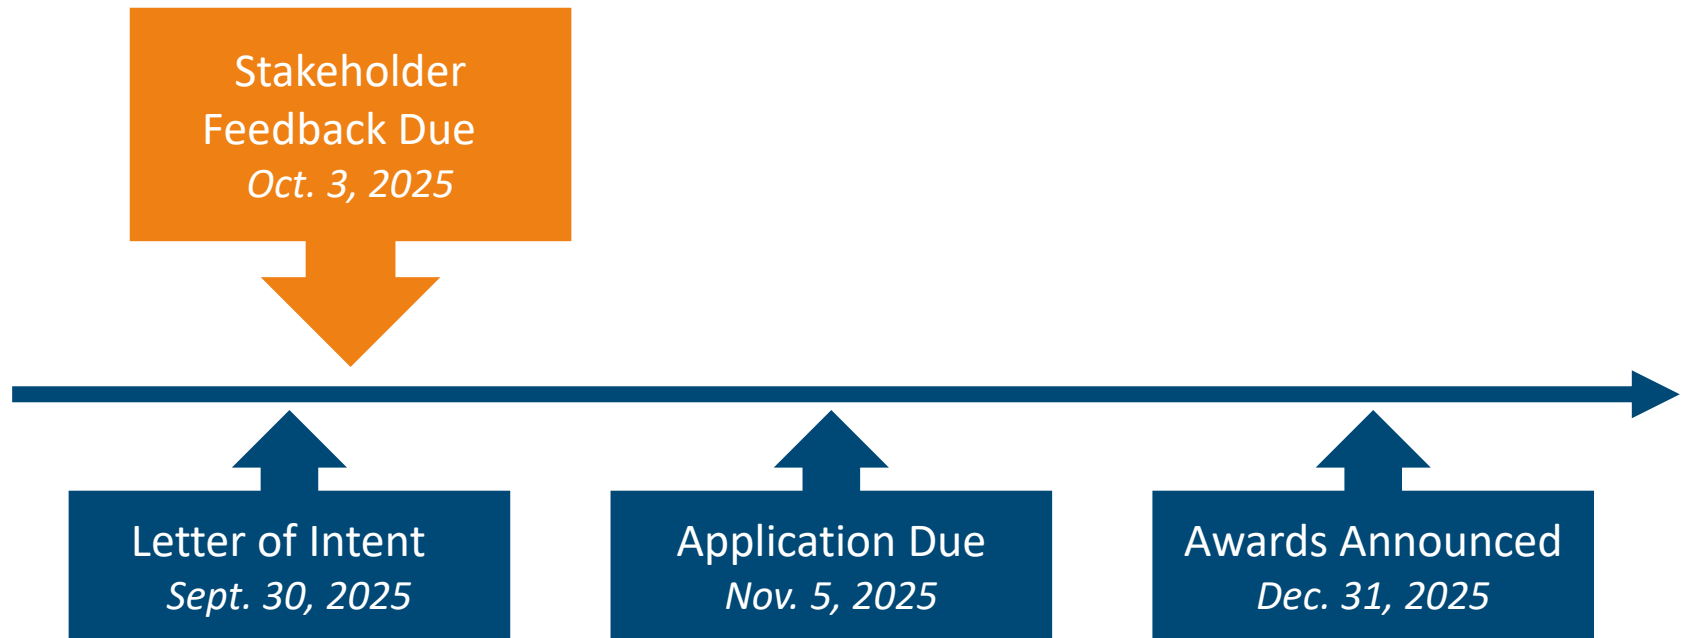 Stakeholder
Feedback Due
Oct. 3, 2025
Letter of Intent
Sept. 30, 2025
Application Due
Nov. 5, 2025
Awards Announced
Dec. 31, 2025